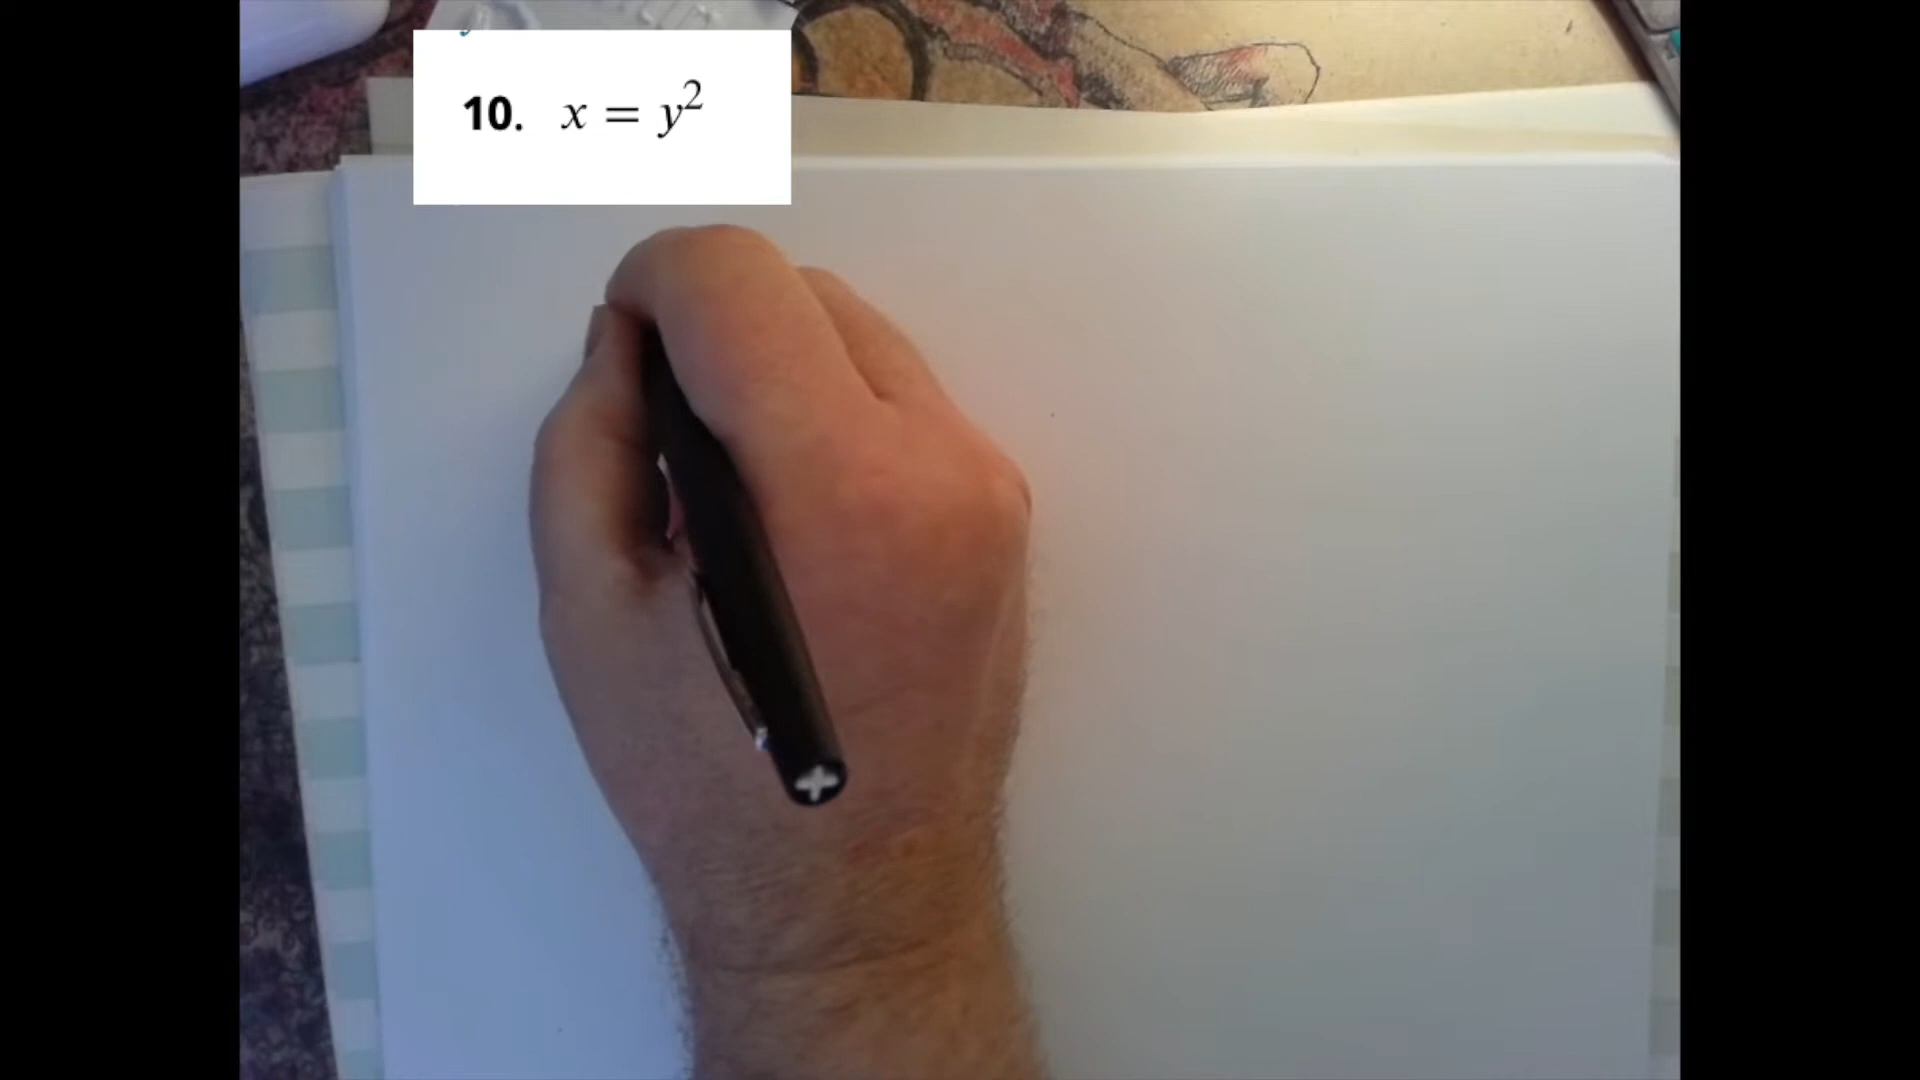 10. x = y²